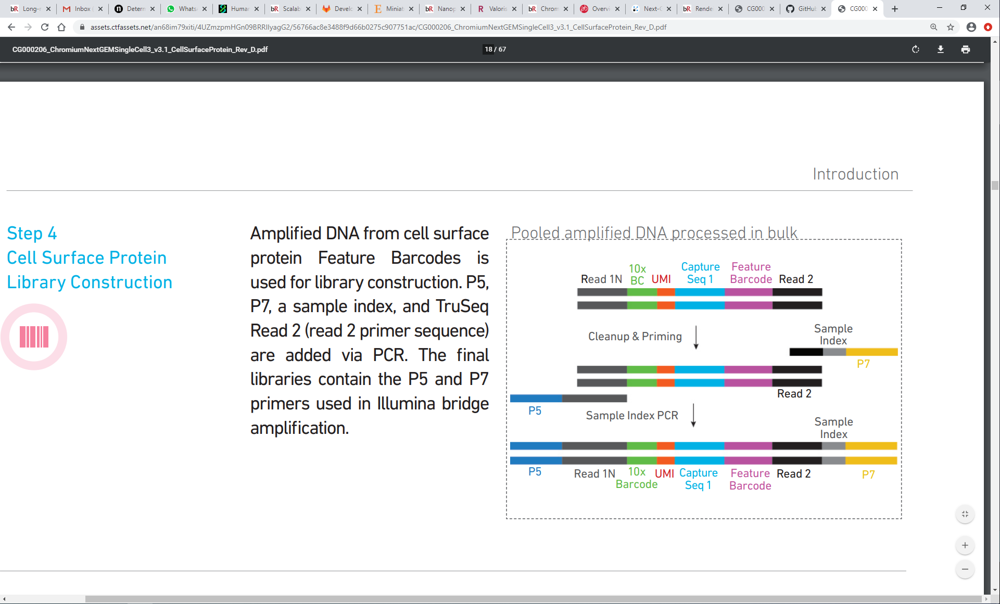 Long-r
Inbox
Determ
Whats
Humar
Scalab
Develo
Miniat
Nanop
Valoris
Chrom
Overvi
Next-G
Rende
CG000
GitHub
CG000
assets.ctfassets.net/an68im79xiti/4UZmzpmHGn09BRRIlyagG2/56766ac8e3488f9d66b0275c907751ac/CG000206_ChromiumNextGEMSingleCell3_v3.1_CellSurfaceProtein_Rev_D.pdf
CG000206_ChromiumNextGEMSingleCell3_v3.1_CellSurfaceProtein_Rev_D.pdf
18 / 67
Introduction
Step 4
Cell Surface Protein
Library Construction
Amplified DNA from cell surface
protein Feature Barcodes is
used for library construction. P5,
P7, a sample index, and TruSeq
Read 2 (read 2 primer sequence)
are added via PCR. The final
libraries contain the P5 and P7
primers used in Illumina bridge
amplification.
Pooled amplified DNA processed in bulk
Read 1N
10x
BC
UMI
Capture
Seq 1
Feature
Barcode
Read 2
Cleanup & Priming
Sample
Index
P7
Read 2
P5
Sample Index PCR
Sample
Index
P5
Read 1N
10x
Barcode
UMI
Capture
Seq 1
Feature
Barcode
Read 2
P7